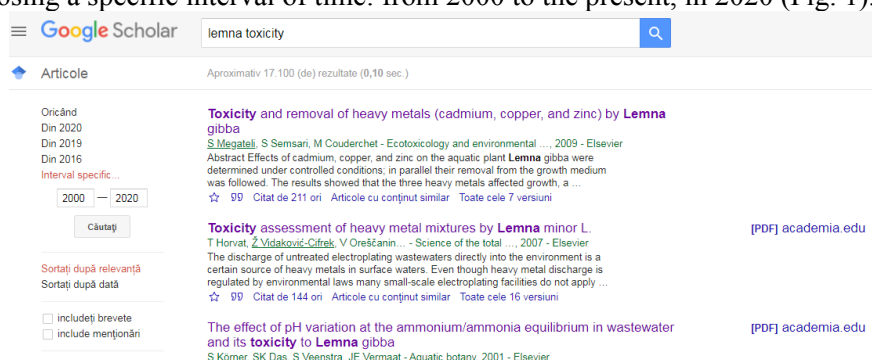 osing a specific interval of time: from 2000 to the present, in 2020 (Fig. 1).
Google Scholar
lemna toxicity
Articole
Aproximativ 17.100 (de) rezultate (0,10 sec.)
Oricând
Din 2020
Din 2019
Din 2016
Interval specific...
2000 — 2020
Căutaţi
Sortați după relevanță
Sortați după dată
includeți brevete
include menționări
Toxicity and removal of heavy metals (cadmium, copper, and zinc) by Lemna
gibba
S Megateli, S Semsari, M Couderchet - Ecotoxicology and environmental ..., 2009 - Elsevier
Abstract Effects of cadmium, copper, and zinc on the aquatic plant Lemna gibba were
determined under controlled conditions; in parallel their removal from the growth medium
was followed. The results showed that the three heavy metals affected growth, a ...
Citat de 211 ori Articole cu conținut similar Toate cele 7 versiuni
Toxicity assessment of heavy metal mixtures by Lemna minor L.
[PDF] academia.edu
T Horvat, Ž Vidaković-Cifrek, V Oreščanin... - Science of the total ..., 2007 - Elsevier
The discharge of untreated electroplating wastewaters directly into the environment is a
certain source of heavy metals in surface waters. Even though heavy metal discharge is
regulated by environmental laws many small-scale electroplating facilities do not apply ...
Citat de 144 ori Articole cu conținut similar Toate cele 16 versiuni
The effect of pH variation at the ammonium/ammonia equilibrium in wastewater
and its toxicity to Lemna gibba
[PDF] academia.edu
S Körner, SK Das, S Veenstra, JE Vermaat - Aquatic botany, 2001 - Elsevier